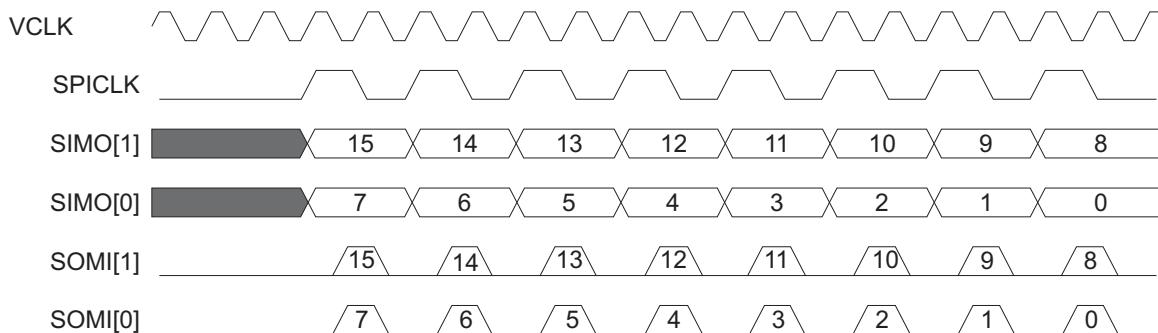 VCLK
SPICLK
SIMO[1] 15 14 13 12 11 10 9 8
SIMO[0] 7 6 5 4 3 2 1 0
SOMI[1] 15 14 13 12 11 10 9 8
SOMI[0] 7 6 5 4 3 2 1 0